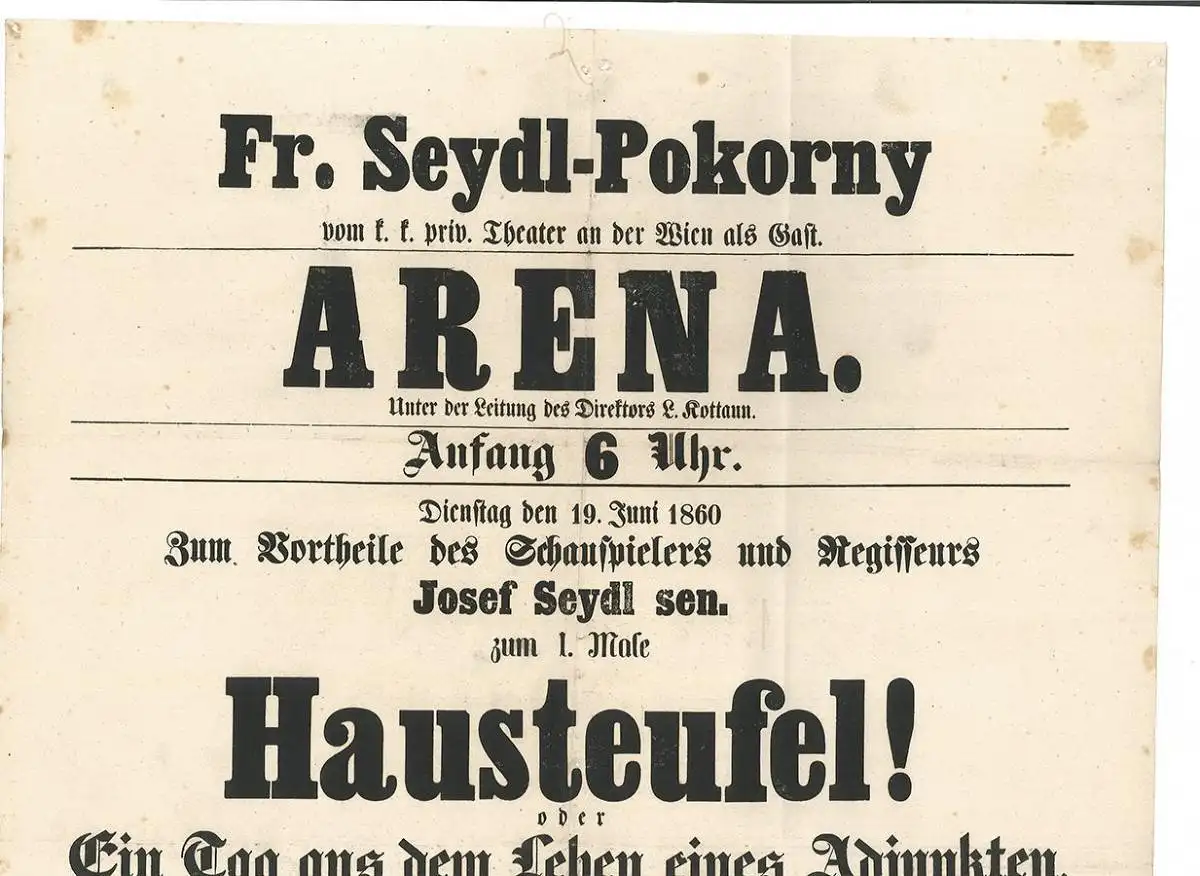 Fr. Seydl-Pokorny
vom k. k. priv. Theater an der Wien als Gast.
ARENA.
Unter der Leitung des Direktors L. Kottaun.
Anfang 6 Uhr.
Dienstag den 19. Juni 1860
Zum Vortheile des Schauspielers und Regisseurs
Josef Seydl sen.
zum 1. Male
Hausteufel!
oder
Ein Tag aus dem Leben eines Adjunkten.